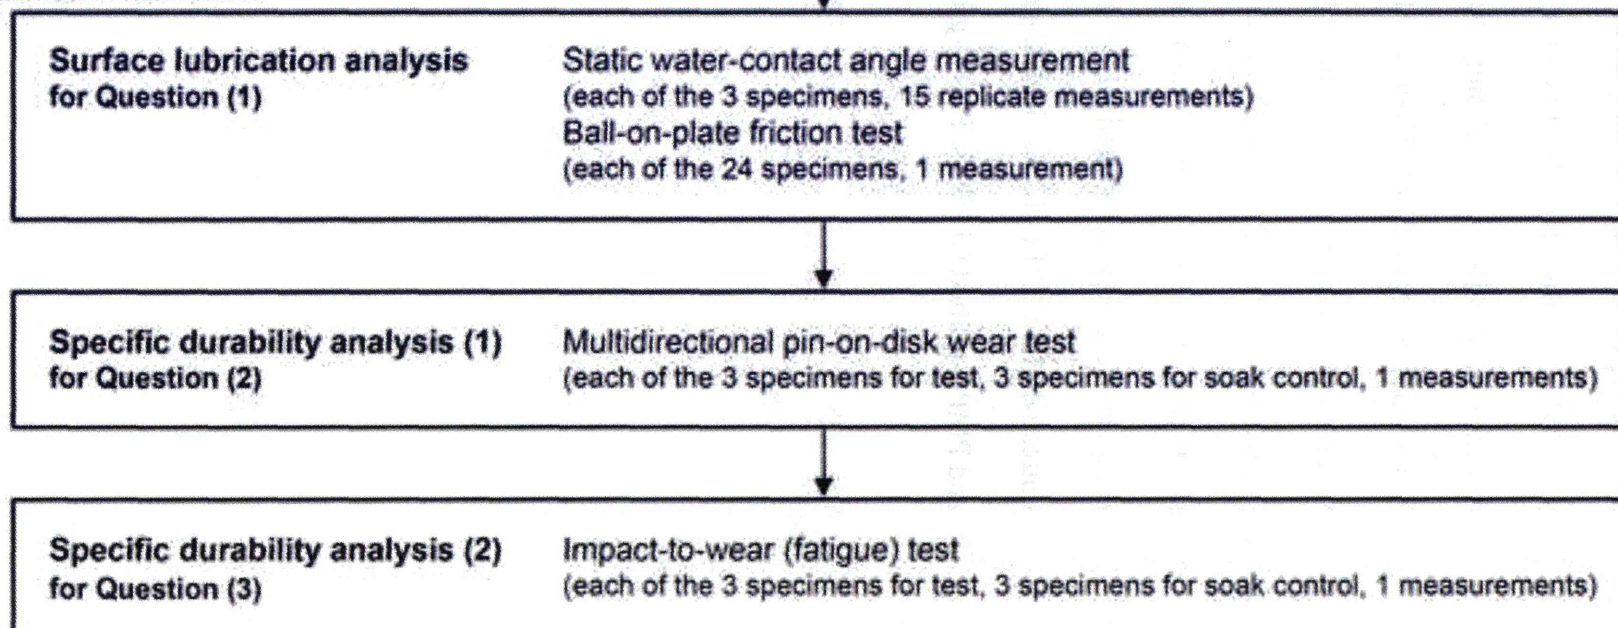 Surface lubrication analysis
for Question (1)
Static water-contact angle measurement
(each of the 3 specimens, 15 replicate measurements)
Ball-on-plate friction test
(each of the 24 specimens, 1 measurement)
Specific durability analysis (1)
for Question (2)
Multidirectional pin-on-disk wear test
(each of the 3 specimens for test, 3 specimens for soak control, 1 measurements)
Specific durability analysis (2)
for Question (3)
Impact-to-wear (fatigue) test
(each of the 3 specimens for test, 3 specimens for soak control, 1 measurements)